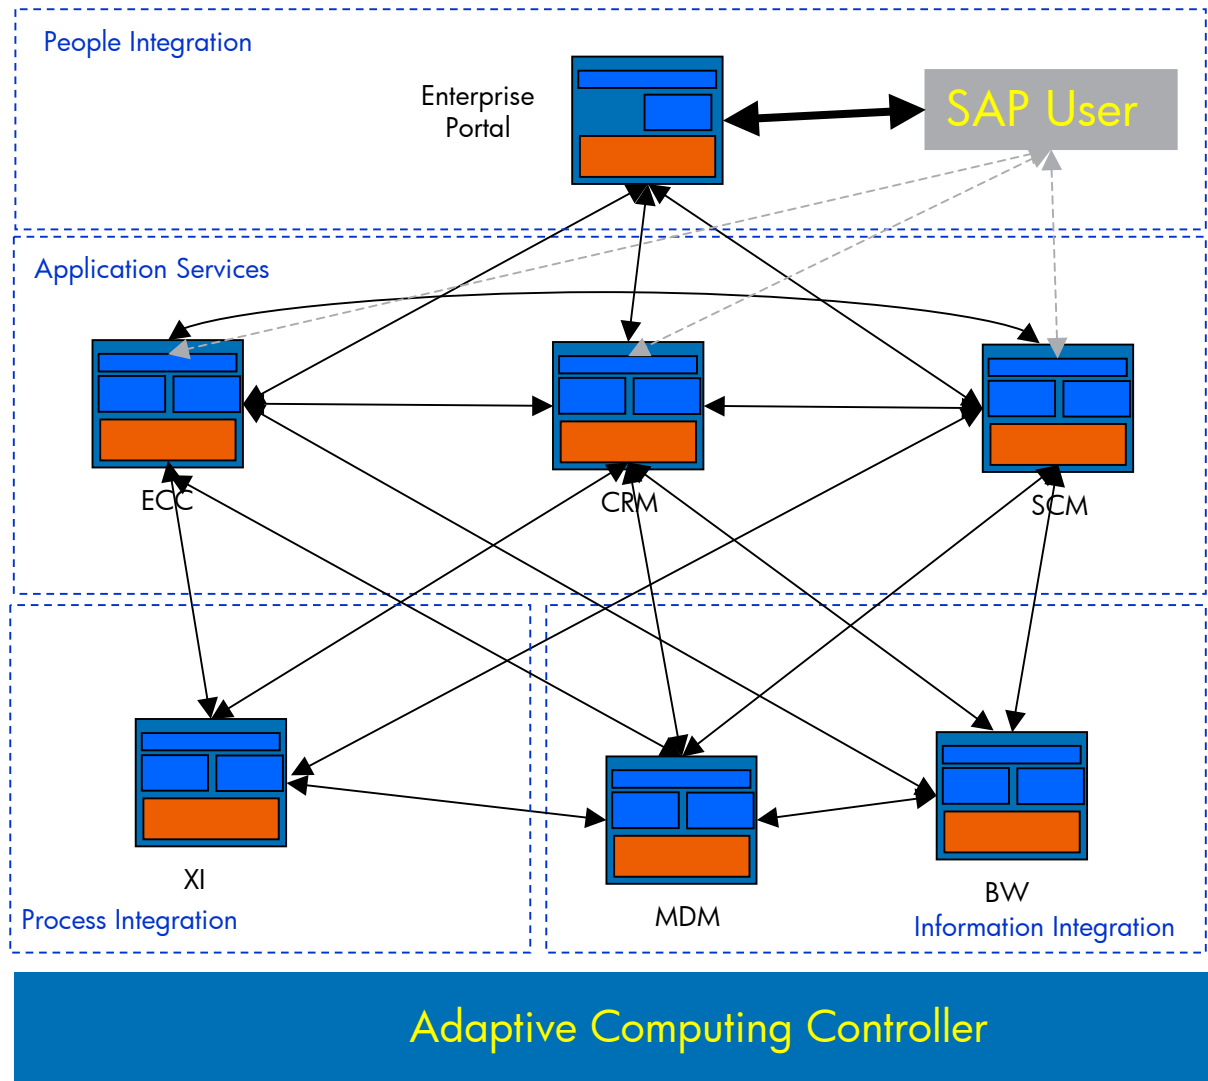 People Integration
Enterprise
Portal
SAP User
Application Services
ECC
CRM
SCM
XI
Process Integration
MDM
BW
Information Integration
Adaptive Computing Controller